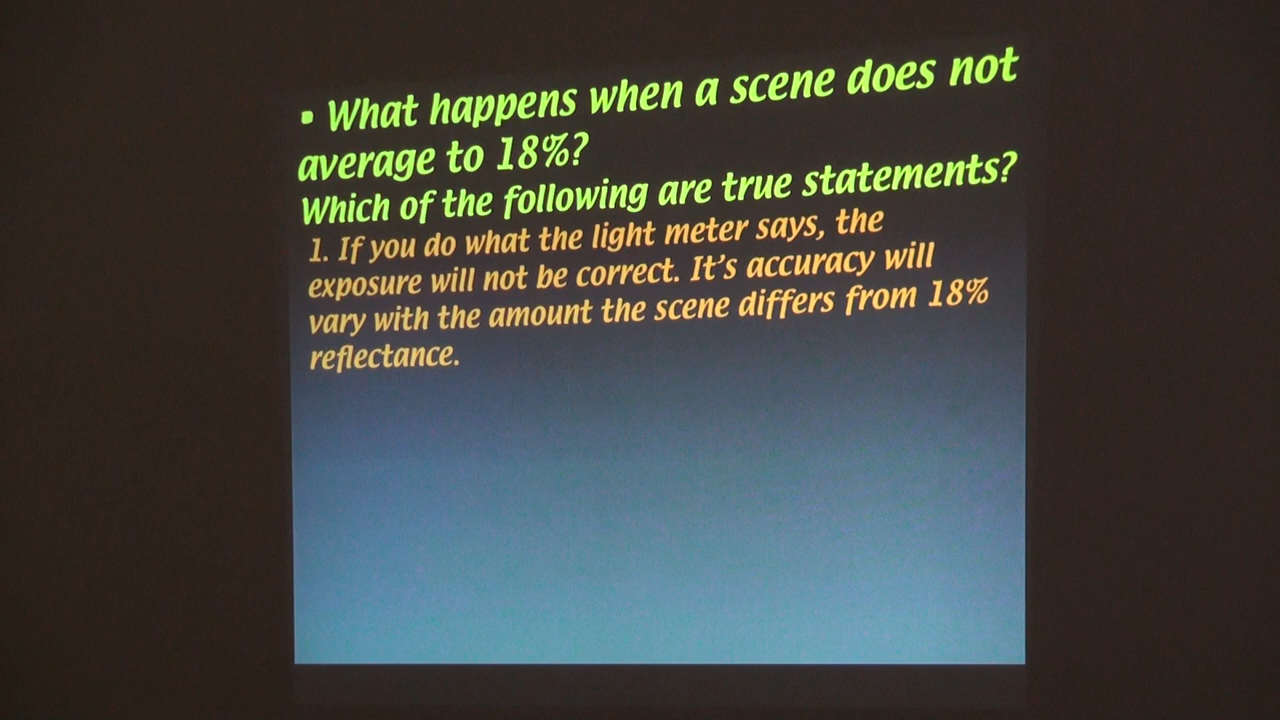 • What happens when a scene does not
average to 18%?
Which of the following are true statements?
1. If you do what the light meter says, the
exposure will not be correct. It’s accuracy will
vary with the amount the scene differs from 18%
reflectance.